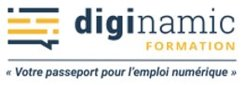 diginamic
FORMATION
« Votre passeport pour l'emploi numérique »